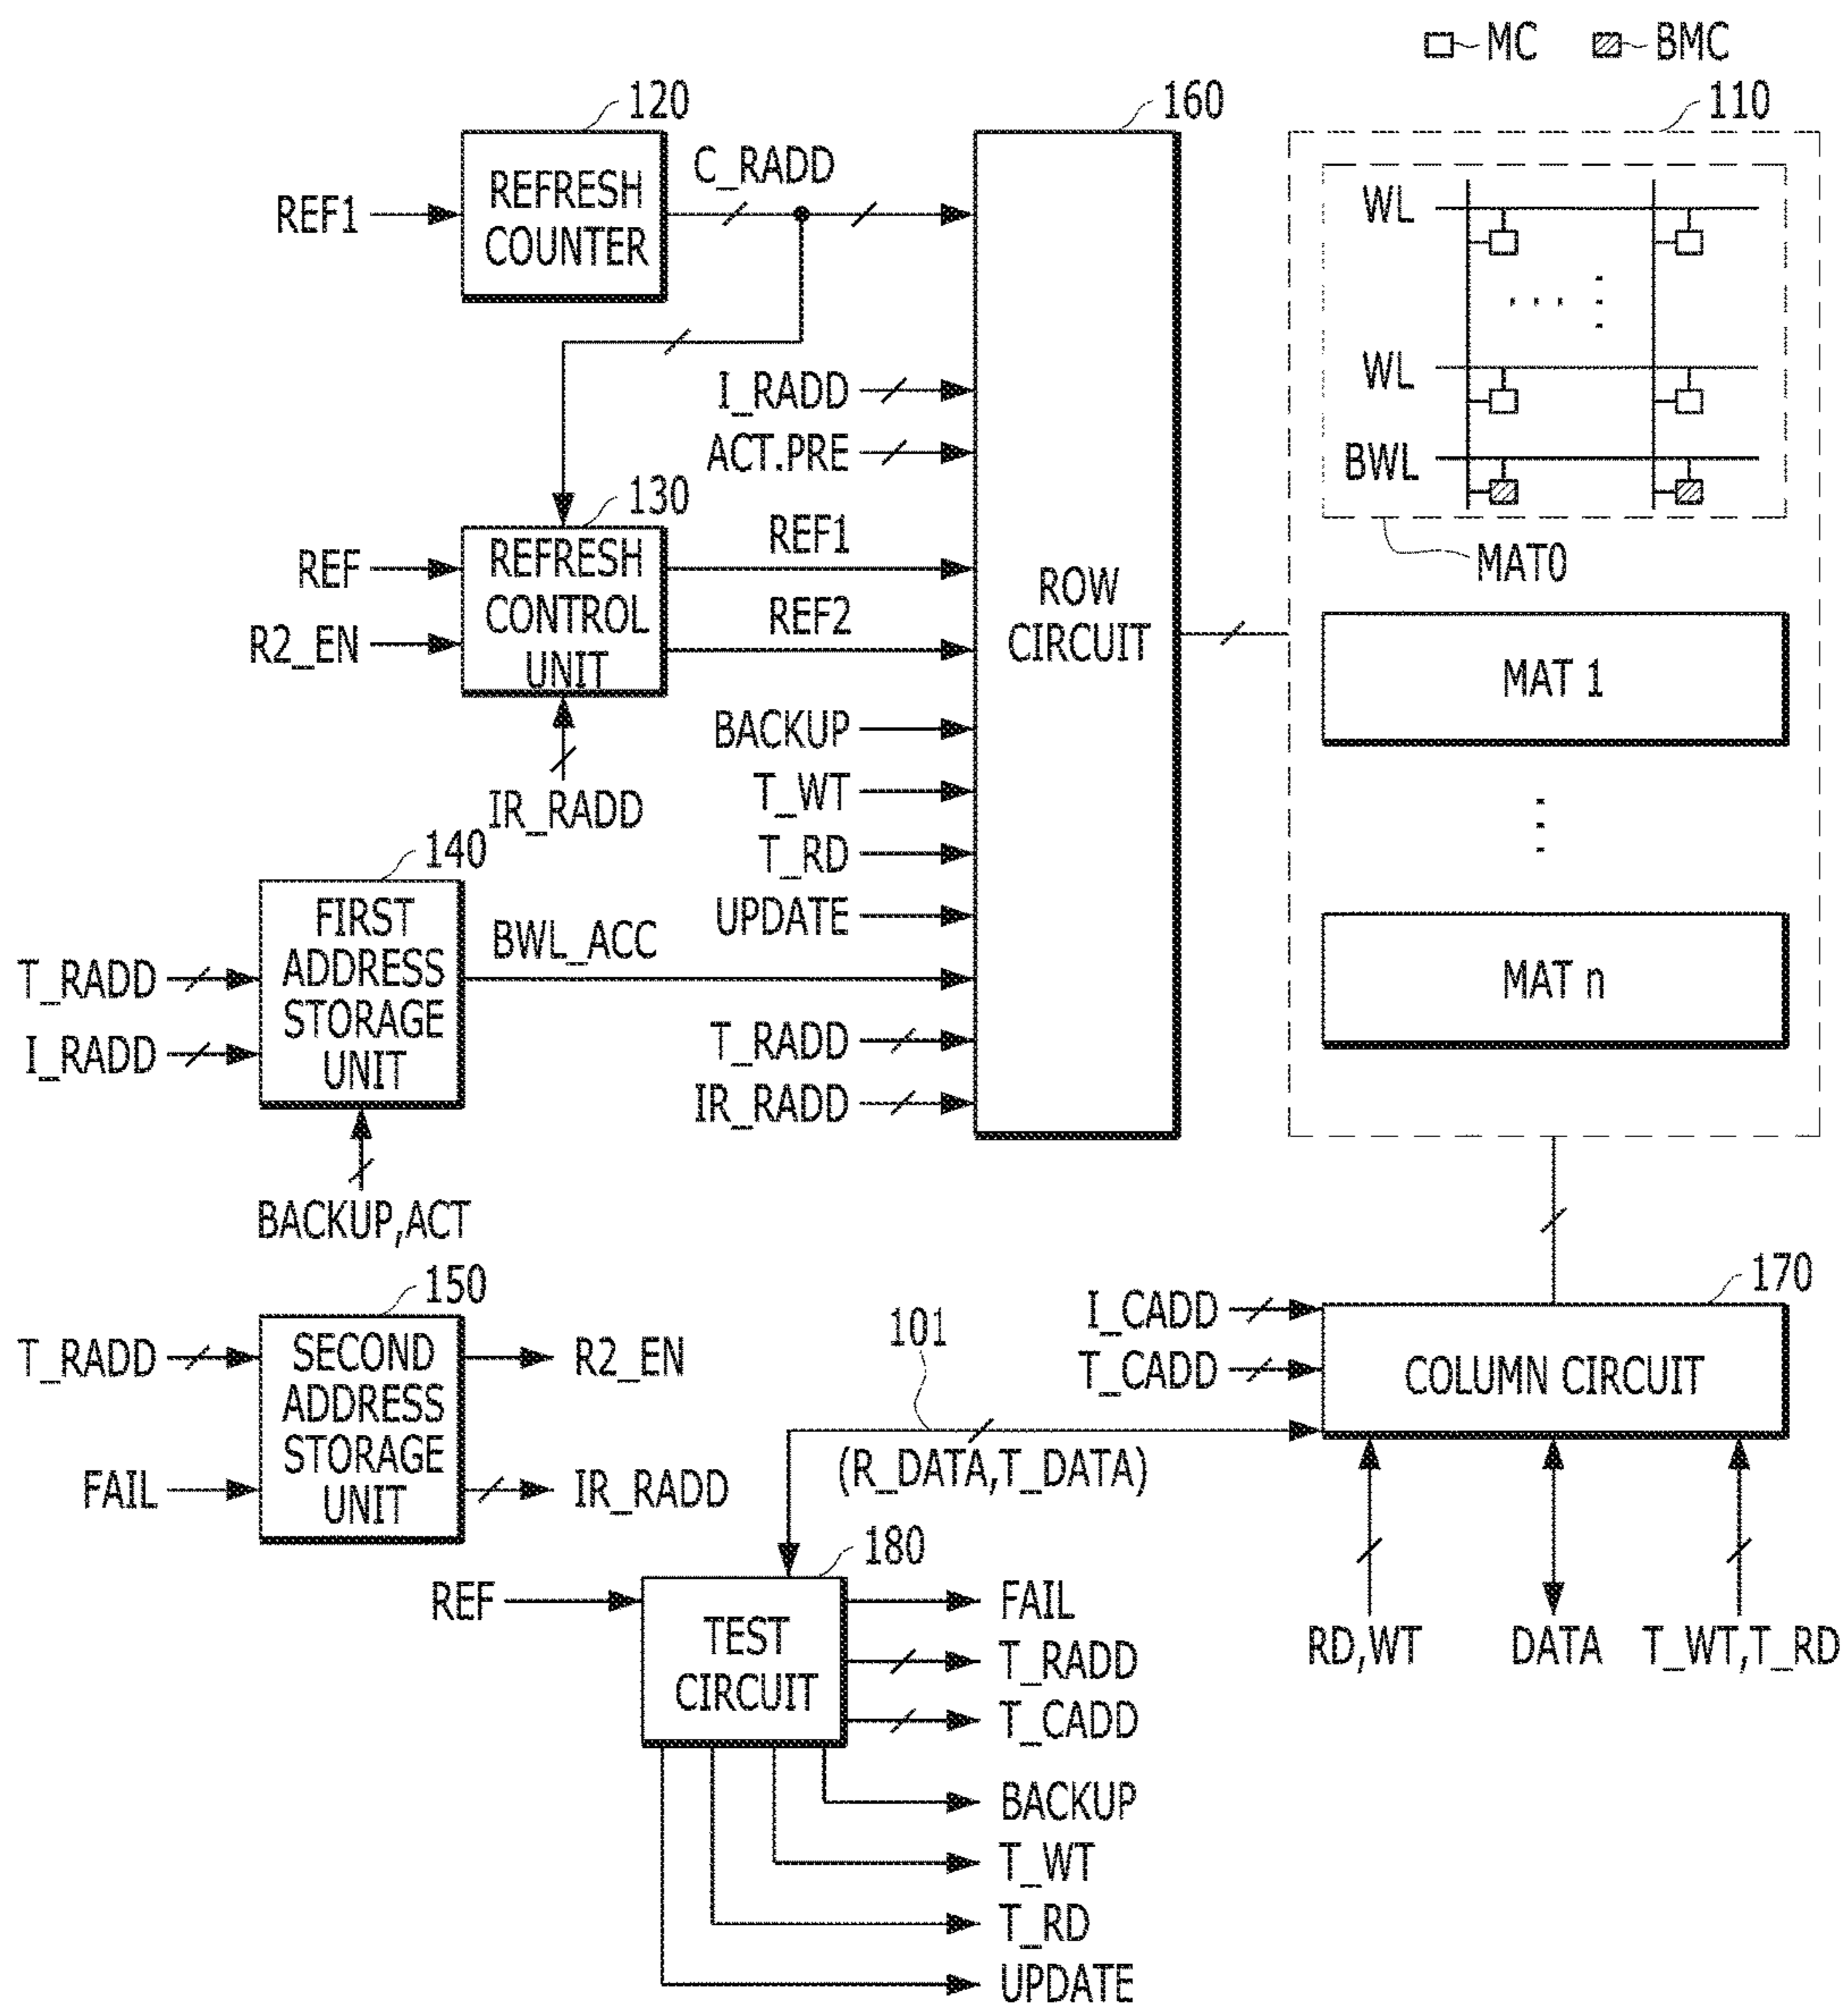 MC
BMC
120
160
110
REFRESH
COUNTER
REF1
C_RADD
WL
WL
BWL
MAT0
I_RADD
ACT.PRE
130
REF
R2_EN
REFRESH
CONTROL
UNIT
REF1
REF2
IR_RADD
ROW
CIRCUIT
MAT 1
MAT n
BACKUP
T_WT
T_RD
UPDATE
140
T_RADD
I_RADD
FIRST
ADDRESS
STORAGE
UNIT
BWL_ACC
T_RADD
IR_RADD
BACKUP,ACT
150
T_RADD
FAIL
SECOND
ADDRESS
STORAGE
UNIT
R2_EN
IR_RADD
101
(R_DATA,T_DATA)
170
I_CADD
T_CADD
COLUMN CIRCUIT
RD,WT
DATA
T_WT,T_RD
180
REF
TEST
CIRCUIT
FAIL
T_RADD
T_CADD
BACKUP
T_WT
T_RD
UPDATE